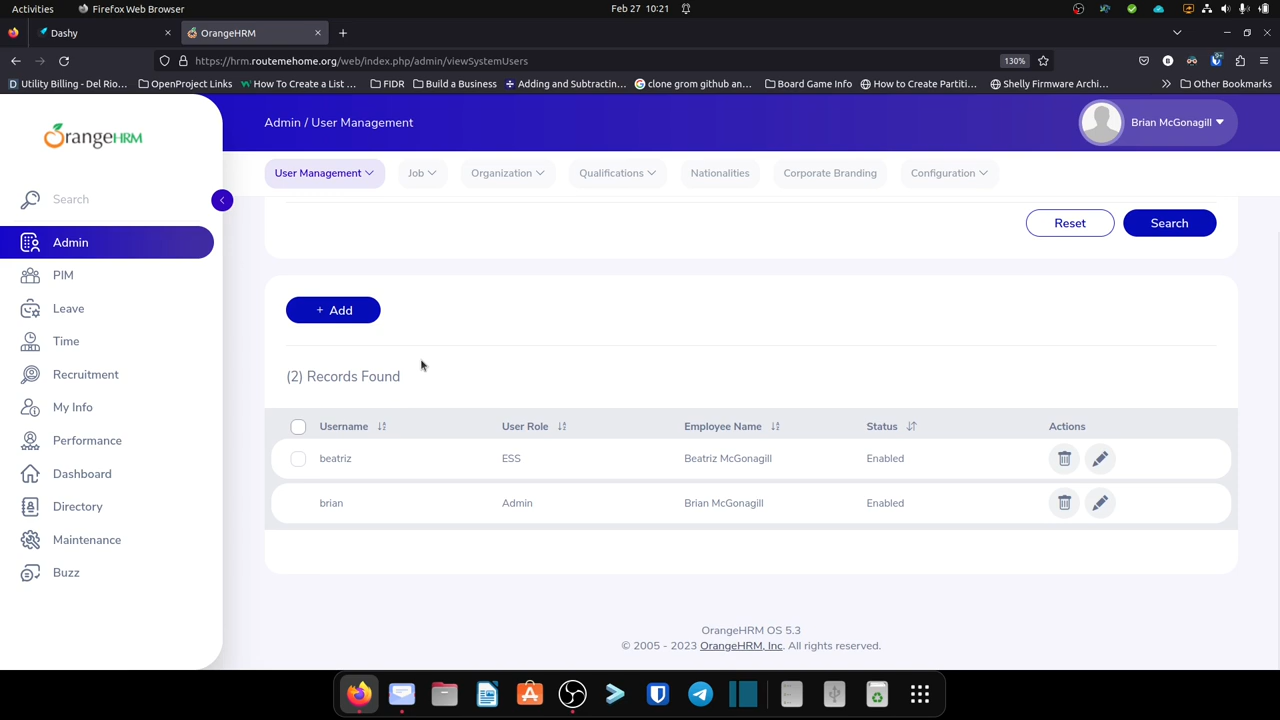 Activities
Firefox Web Browser
Feb 27 10:21
Dashy
OrangeHRM
https://hrm.routemehome.org/web/index.php/admin/viewSystemUsers
130%
Utility Billing - Del Rio...
OpenProject Links
How To Create a List ...
FIDR
Build a Business
Adding and Subtractin...
clone grom github an...
Board Game Info
How to Create Partiti...
Shelly Firmware Archi...
Other Bookmarks
OrangeHRM
Admin / User Management
Brian McGonagill
User Management
Job
Organization
Qualifications
Nationalities
Corporate Branding
Configuration
Search
Admin
PIM
Leave
Time
Recruitment
My Info
Performance
Dashboard
Directory
Maintenance
Buzz
Reset
Search
+ Add
(2) Records Found
Username User Role Employee Name Status Actions
beatriz ESS Beatriz McGonagill Enabled
brian Admin Brian McGonagill Enabled
OrangeHRM OS 5.3
© 2005 - 2023 OrangeHRM, Inc. All rights reserved.